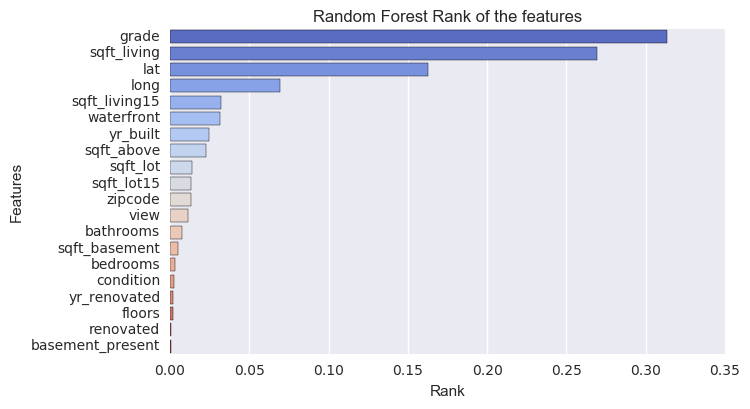 Random Forest Rank of the features
Features
grade
sqft_living
lat
long
sqft_living15
waterfront
yr_built
sqft_above
sqft_lot
sqft_lot15
zipcode
view
bathrooms
sqft_basement
bedrooms
condition
yr_renovated
floors
renovated
basement_present
0.00 0.05 0.10 0.15 0.20 0.25 0.30 0.35
Rank